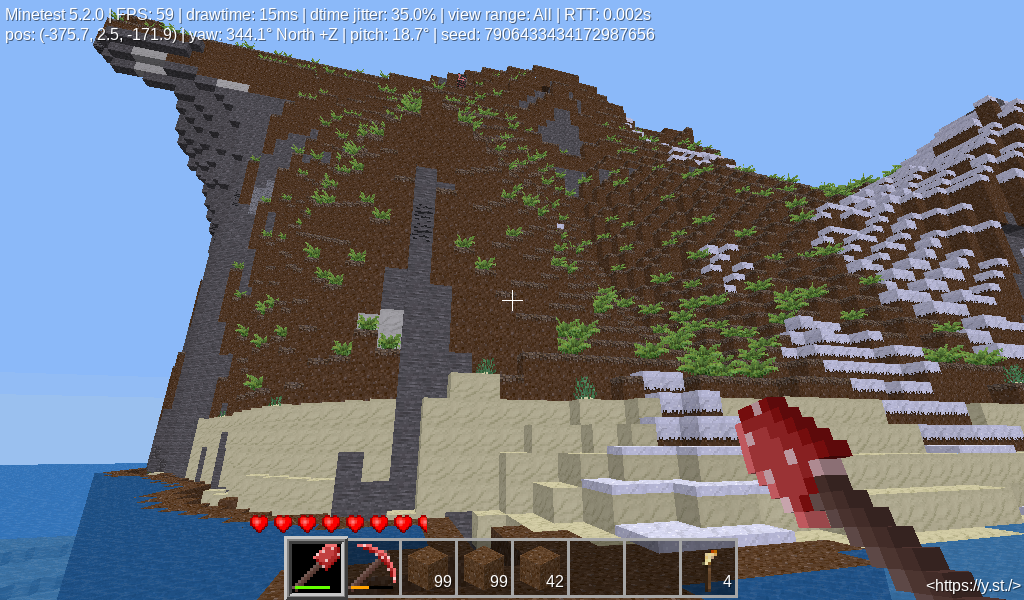 Minetest 5.2.0 | FPS: 59 | drawtime: 15ms | dtime jitter: 35.0% | view range: All | RTT: 0.002s
pos: (-375.7, 2.5, -171.9) | yaw: 344.1° North +Z | pitch: 18.7° | seed: 7906433434172987656
99 99 42 4
<https://y.st./>